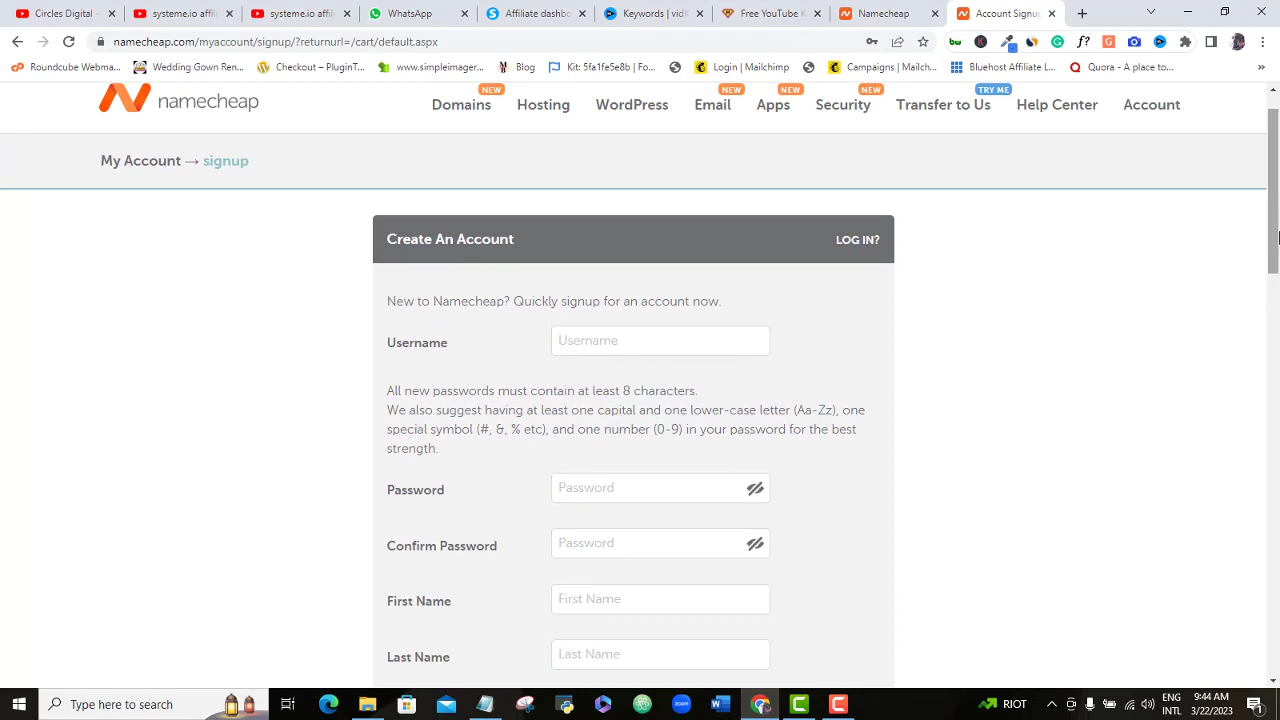 Circles Digital -
systeme.io affili
systeme.io affili
WhatsApp
Affiliate dashbo
Keywords | vidI
Free YouTube K
Namecheap
Account Signup
namecheap.com/myaccount/signup/?returnurl=/cart/default.aspx
Roundcube Webma...
Wedding Gown Ren...
Checkout – PluginT...
www.simpleimager...
Blog
Kit: 5fa1fe5e8b | Fo...
Login | Mailchimp
Campaigns | Mailch...
Bluehost Affiliate L...
Quora - A place to...
»
namecheap
Domains NEW
Hosting
WordPress
Email NEW
Apps NEW
Security NEW
Transfer to Us TRY ME
Help Center
Account
My Account → signup
Create An Account
LOG IN?
New to Namecheap? Quickly signup for an account now.
Username
Username
All new passwords must contain at least 8 characters.
We also suggest having at least one capital and one lower-case letter (Aa-Zz), one
special symbol (#, &, % etc), and one number (0-9) in your password for the best
strength.
Password
Password
Confirm Password
Password
First Name
First Name
Last Name
Last Name
Type here to search
RIOT
ENG
INTL
9:44 AM
3/22/2023